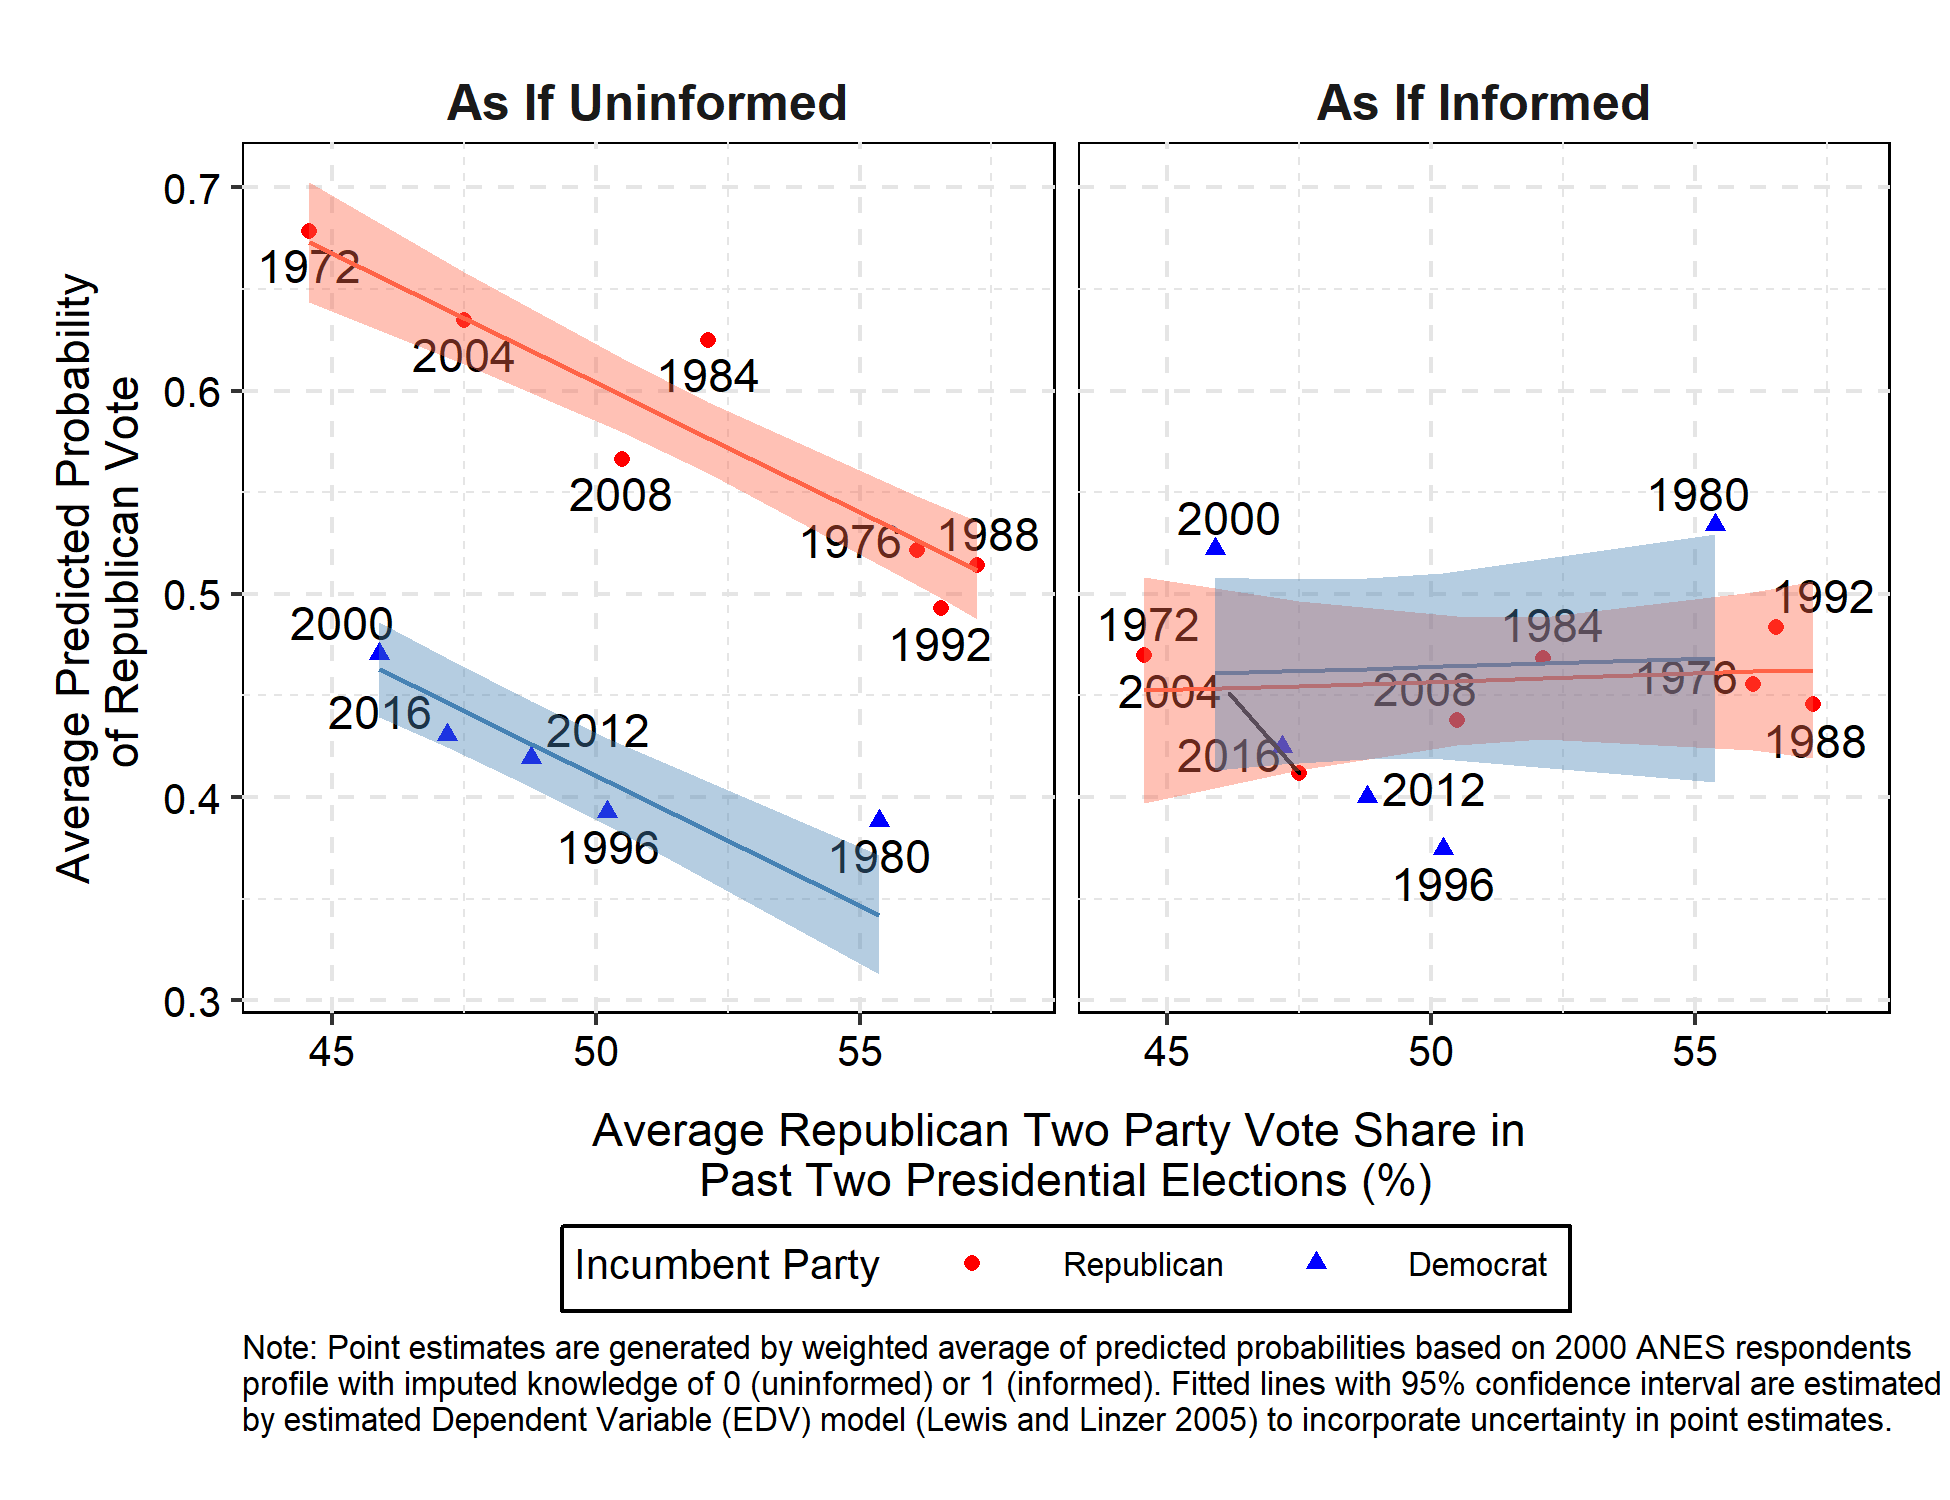 As If Uninformed
As If Informed
Average Predicted Probability
of Republican Vote
0.7
0.6
0.5
0.4
0.3
1972
2004
1984
2008
1976
1988
1992
2000
2016
2012
1996
1980
2000
1980
1972
1984
1992
2004
2008
1976
1988
2016
2012
1996
45
50
55
45
50
55
Average Republican Two Party Vote Share in
Past Two Presidential Elections (%)
Incumbent Party
Republican
Democrat
Note: Point estimates are generated by weighted average of predicted probabilities based on 2000 ANES respondents
profile with imputed knowledge of 0 (uninformed) or 1 (informed). Fitted lines with 95% confidence interval are estimated
by estimated Dependent Variable (EDV) model (Lewis and Linzer 2005) to incorporate uncertainty in point estimates.